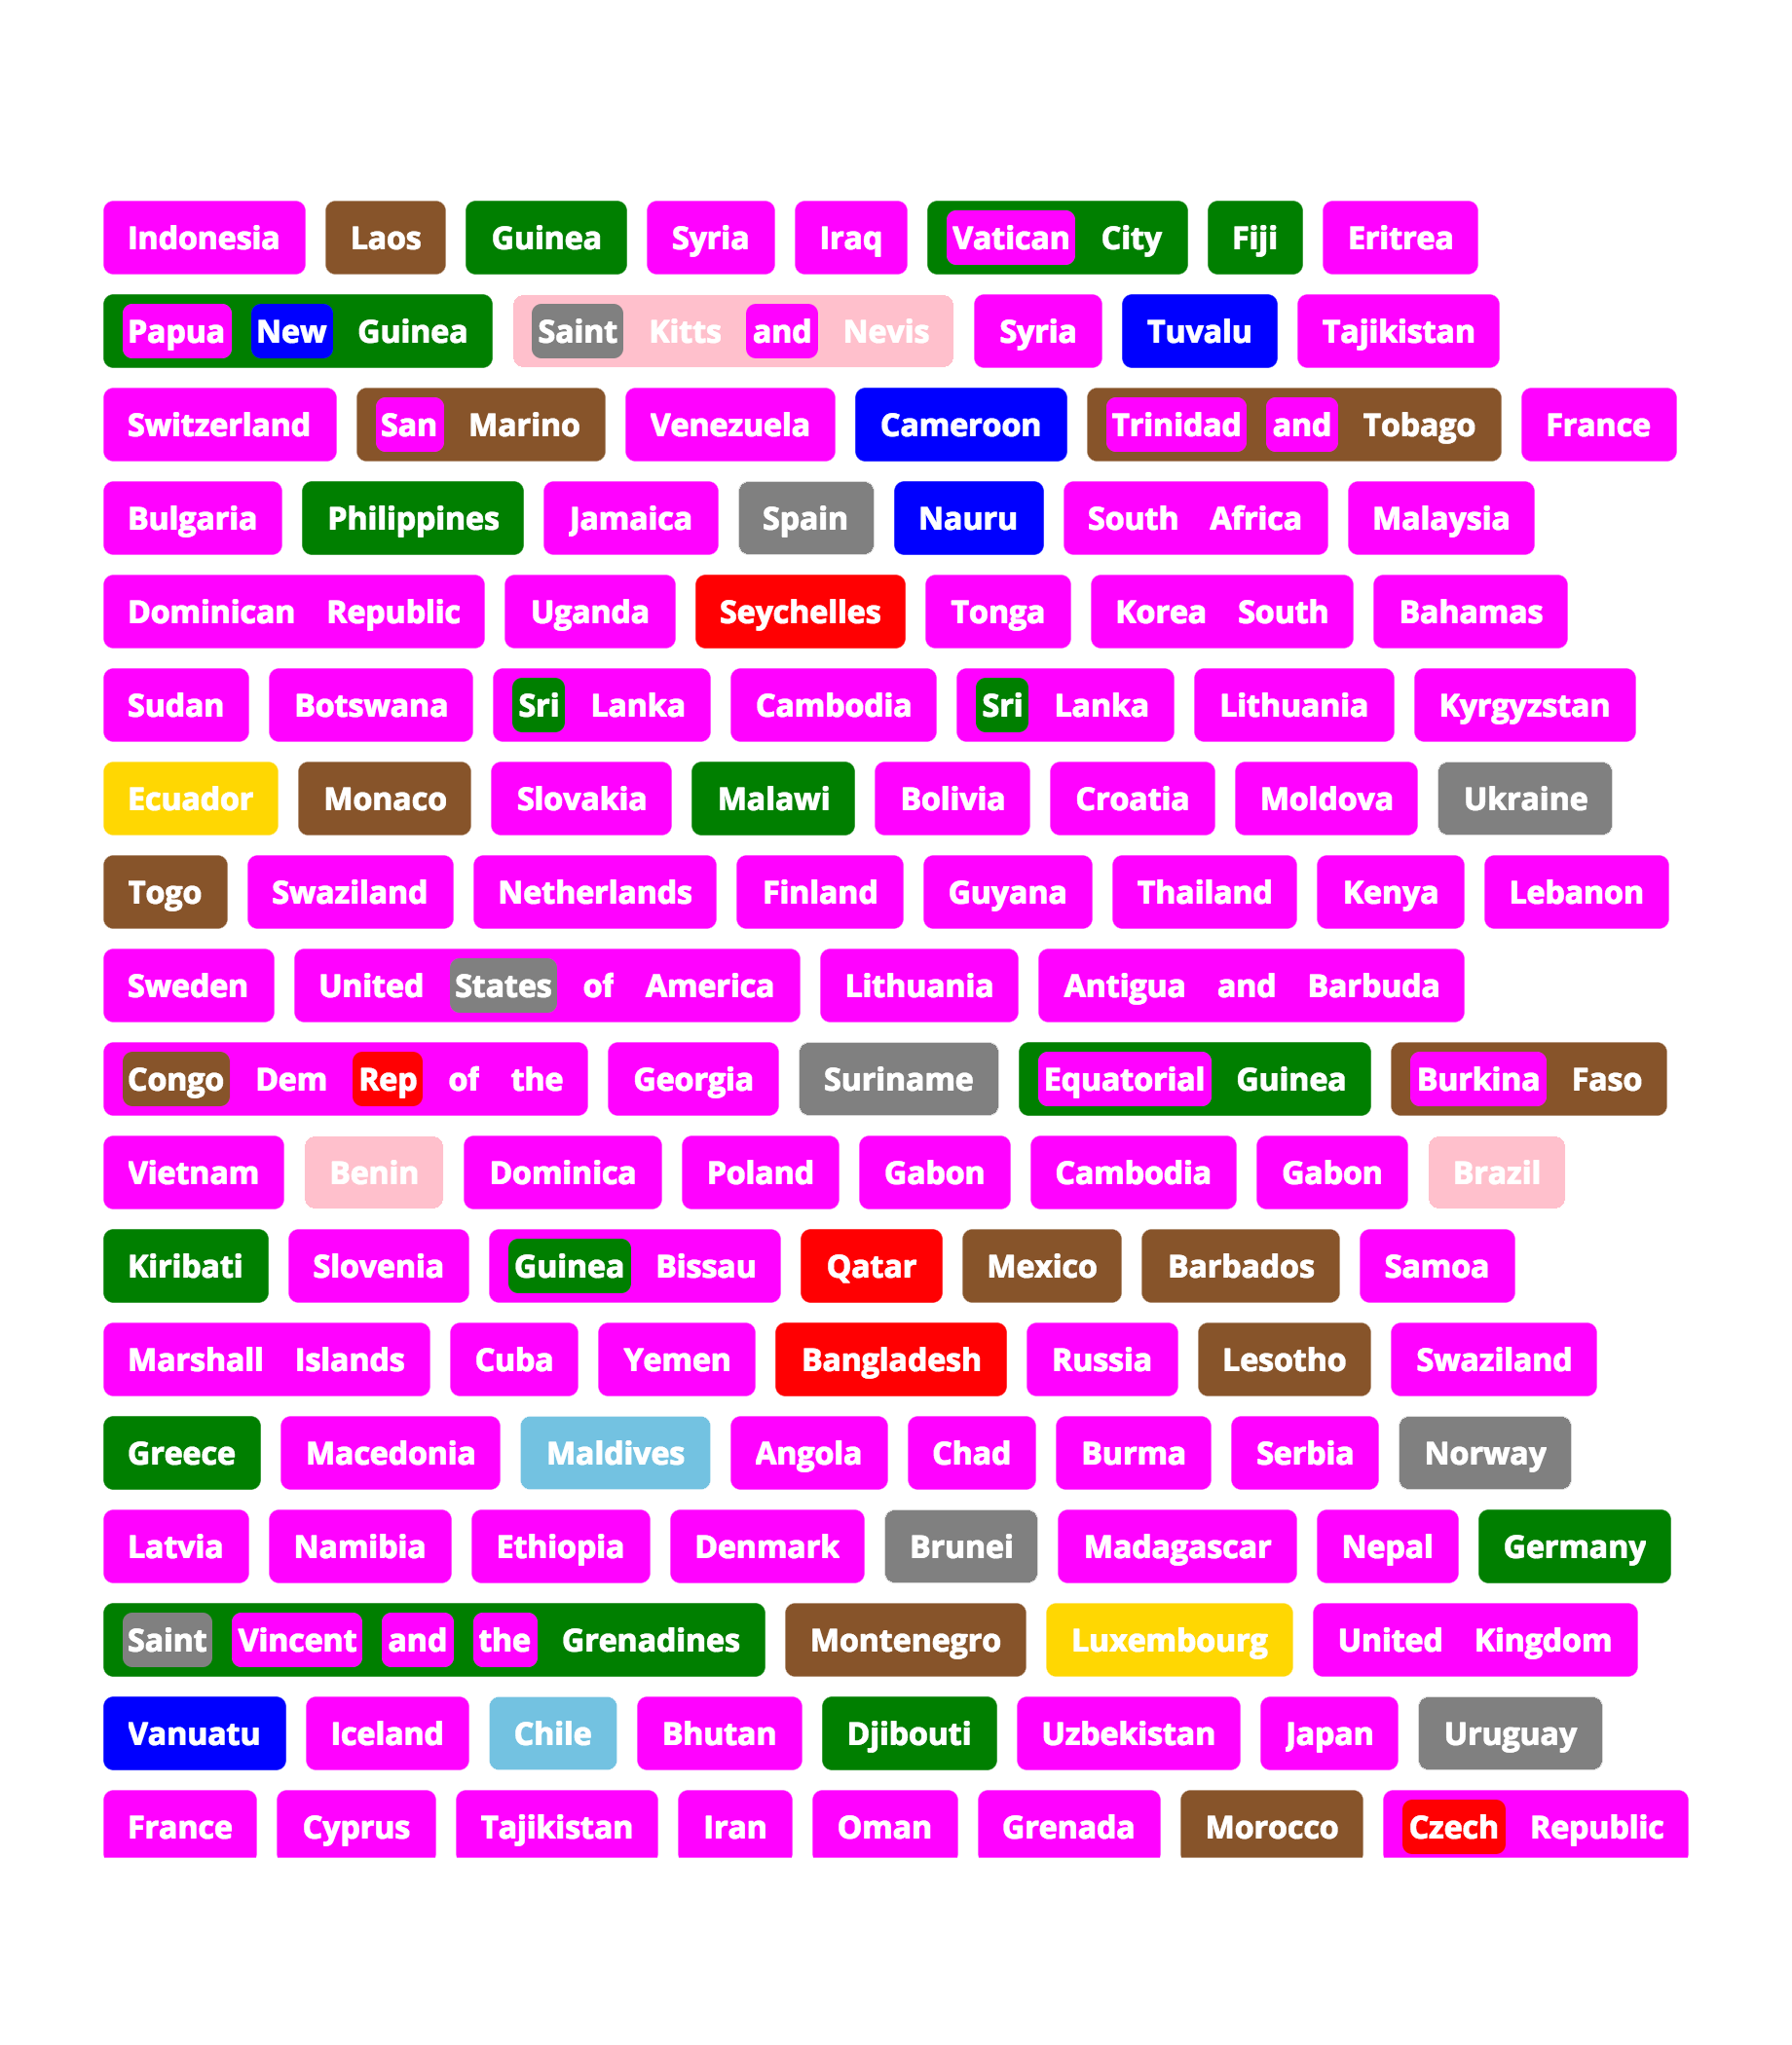 Indonesia Laos Guinea Syria Iraq Vatican City Fiji Eritrea
Papua New Guinea Saint Kitts and Nevis Syria Tuvalu Tajikistan
Switzerland San Marino Venezuela Cameroon Trinidad and Tobago France
Bulgaria Philippines Jamaica Spain Nauru South Africa Malaysia
Dominican Republic Uganda Seychelles Tonga Korea South Bahamas
Sudan Botswana Sri Lanka Cambodia Sri Lanka Lithuania Kyrgyzstan
Ecuador Monaco Slovakia Malawi Bolivia Croatia Moldova Ukraine
Togo Swaziland Netherlands Finland Guyana Thailand Kenya Lebanon
Sweden United States of America Lithuania Antigua and Barbuda
Congo Dem Rep of the Georgia Suriname Equatorial Guinea Burkina Faso
Vietnam Benin Dominica Poland Gabon Cambodia Gabon Brazil
Kiribati Slovenia Guinea Bissau Qatar Mexico Barbados Samoa
Marshall Islands Cuba Yemen Bangladesh Russia Lesotho Swaziland
Greece Macedonia Maldives Angola Chad Burma Serbia Norway
Latvia Namibia Ethiopia Denmark Brunei Madagascar Nepal Germany
Saint Vincent and the Grenadines Montenegro Luxembourg United Kingdom
Vanuatu Iceland Chile Bhutan Djibouti Uzbekistan Japan Uruguay
France Cyprus Tajikistan Iran Oman Grenada Morocco Czech Republic